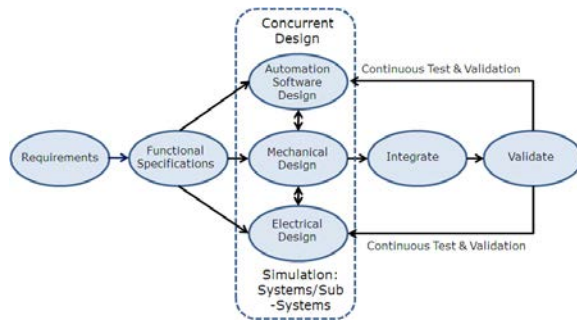 Concurrent
Design
Automation
Software
Design
Continuous Test & Validation
Requirements
Functional
Specifications
Mechanical
Design
Integrate
Validate
Electrical
Design
Continuous Test & Validation
Simulation:
Systems/Sub
-Systems